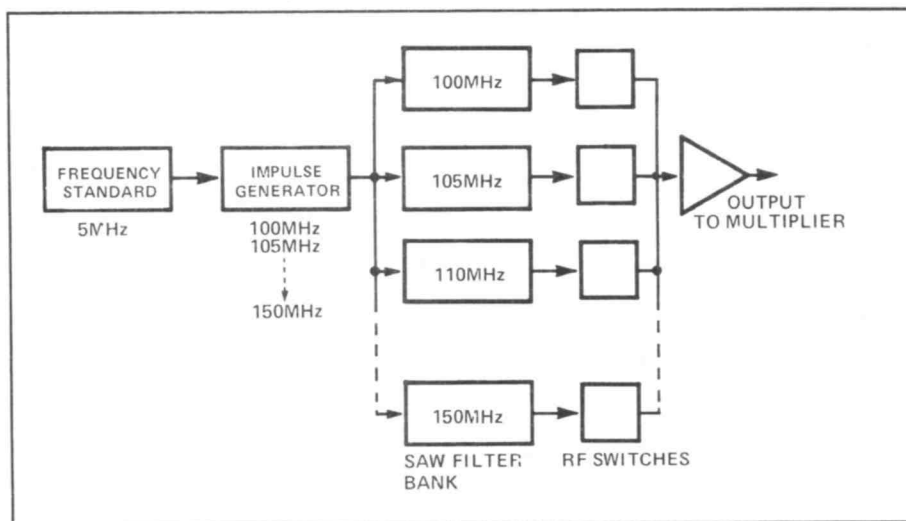 FREQUENCY
STANDARD
5MHz
IMPULSE
GENERATOR
100MHz
105MHz
150MHz
100MHz
105MHz
110MHz
150MHz
SAW FILTER
BANK
RF SWITCHES
OUTPUT
TO MULTIPLIER